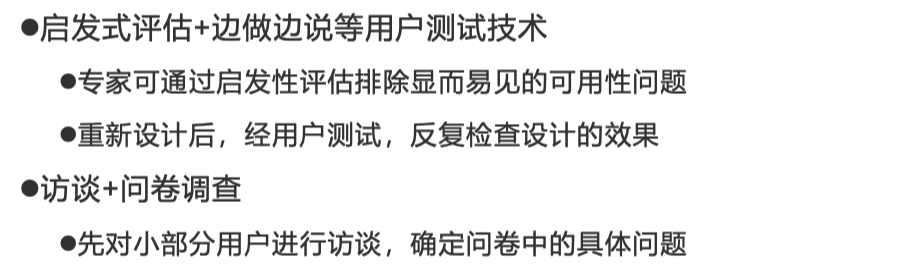 ●启发式评估+边做边说等用户测试技术
●专家可通过启发性评估排除显而易见的可用性问题
●重新设计后，经用户测试，反复检查设计的效果
●访谈+问卷调查
●先对小部分用户进行访谈，确定问卷中的具体问题